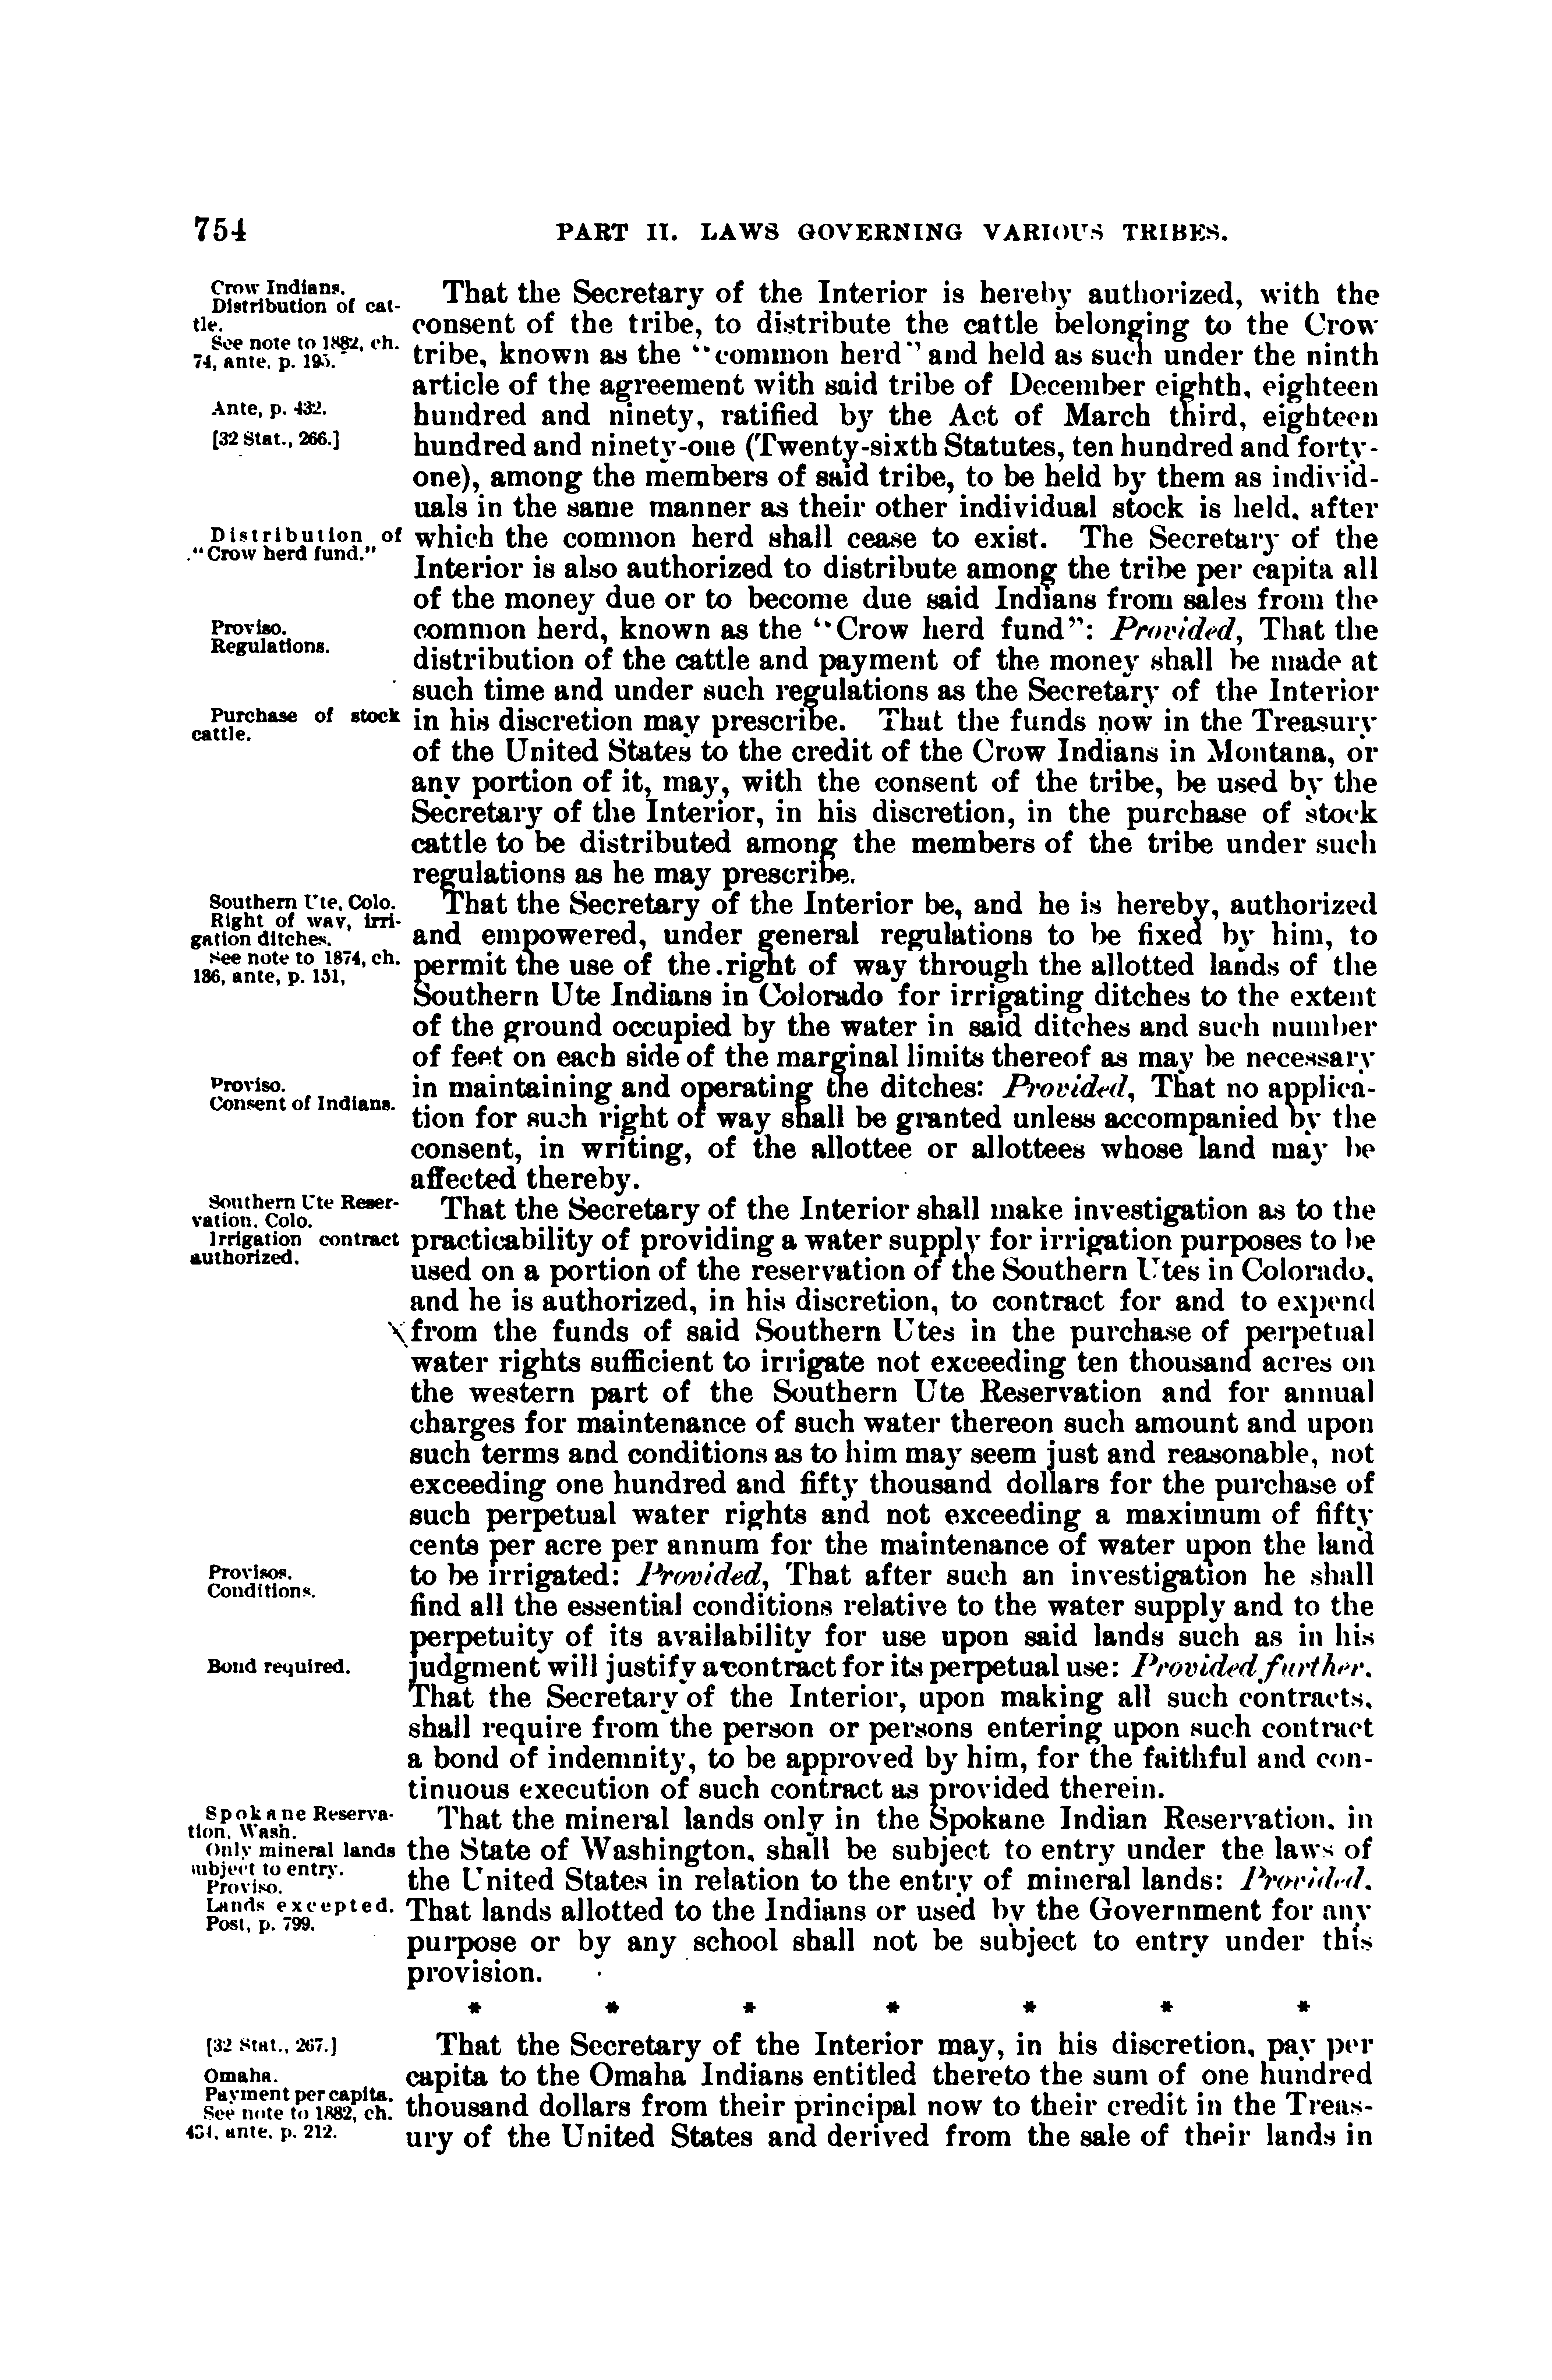 754
PART II. LAWS GOVERNING VARIOUS TRIBES.
Crow Indians.
Distribution of cat-
tle.
See note to 1882, ch.
74, ante, p. 195.
Ante, p. 432.
[32 Stat., 266.]
That the Secretary of the Interior is hereby authorized, with the
consent of the tribe, to distribute the cattle belonging to the Crow
tribe, known as the "common herd" and held as such under the ninth
article of the agreement with said tribe of December eighth, eighteen
hundred and ninety, ratified by the Act of March third, eighteen
hundred and ninety-one (Twenty-sixth Statutes, ten hundred and forty-
one), among the members of said tribe, to be held by them as individ-
uals in the same manner as their other individual stock is held, after
Distribution of
"Crow herd fund."
which the common herd shall cease to exist. The Secretary of the
Interior is also authorized to distribute among the tribe per capita all
of the money due or to become due said Indians from sales from the
Proviso.
Regulations.
common herd, known as the "Crow herd fund": Provided, That the
distribution of the cattle and payment of the money shall be made at
such time and under such regulations as the Secretary of the Interior
Purchase of stock
cattle.
in his discretion may prescribe. That the funds now in the Treasury
of the United States to the credit of the Crow Indians in Montana, or
any portion of it, may, with the consent of the tribe, be used by the
Secretary of the Interior, in his discretion, in the purchase of stock
cattle to be distributed among the members of the tribe under such
regulations as he may prescribe.
Southern Ute, Colo.
Right of way, irri-
gation ditches.
See note to 1874, ch.
136, ante, p. 151,
That the Secretary of the Interior be, and he is hereby, authorized
and empowered, under general regulations to be fixed by him, to
permit the use of the right of way through the allotted lands of the
Southern Ute Indians in Colorado for irrigating ditches to the extent
of the ground occupied by the water in said ditches and such number
of feet on each side of the marginal limits thereof as may be necessary
Proviso.
Consent of Indians.
in maintaining and operating the ditches: Provided, That no applica-
tion for such right of way shall be granted unless accompanied by the
consent, in writing, of the allottee or allottees whose land may be
affected thereby.
Southern Ute Reser-
vation, Colo.
Irrigation contract
authorized.
That the Secretary of the Interior shall make investigation as to the
practicability of providing a water supply for irrigation purposes to be
used on a portion of the reservation of the Southern Utes in Colorado,
and he is authorized, in his discretion, to contract for and to expend
from the funds of said Southern Utes in the purchase of perpetual
water rights sufficient to irrigate not exceeding ten thousand acres on
the western part of the Southern Ute Reservation and for annual
charges for maintenance of such water thereon such amount and upon
such terms and conditions as to him may seem just and reasonable, not
exceeding one hundred and fifty thousand dollars for the purchase of
such perpetual water rights and not exceeding a maximum of fifty
cents per acre per annum for the maintenance of water upon the land
Provisos.
Conditions.
to be irrigated: Provided, That after such an investigation he shall
find all the essential conditions relative to the water supply and to the
perpetuity of its availability for use upon said lands such as in his
Bond required.
judgment will justify a contract for its perpetual use: Provided further,
That the Secretary of the Interior, upon making all such contracts,
shall require from the person or persons entering upon such contract
a bond of indemnity, to be approved by him, for the faithful and con-
tinuous execution of such contract as provided therein.
Spokane Reserva-
tion, Wash.
Only mineral lands
subject to entry.
Proviso.
Lands excepted.
Post, p. 799.
That the mineral lands only in the Spokane Indian Reservation, in
the State of Washington, shall be subject to entry under the laws of
the United States in relation to the entry of mineral lands: Provided,
That lands allotted to the Indians or used by the Government for any
purpose or by any school shall not be subject to entry under this
provision.
* * * * * * *
[32 Stat., 267.]
Omaha.
Payment per capita.
See note to 1882, ch.
434, ante, p. 212.
That the Secretary of the Interior may, in his discretion, pay per
capita to the Omaha Indians entitled thereto the sum of one hundred
thousand dollars from their principal now to their credit in the Treas-
ury of the United States and derived from the sale of their lands in